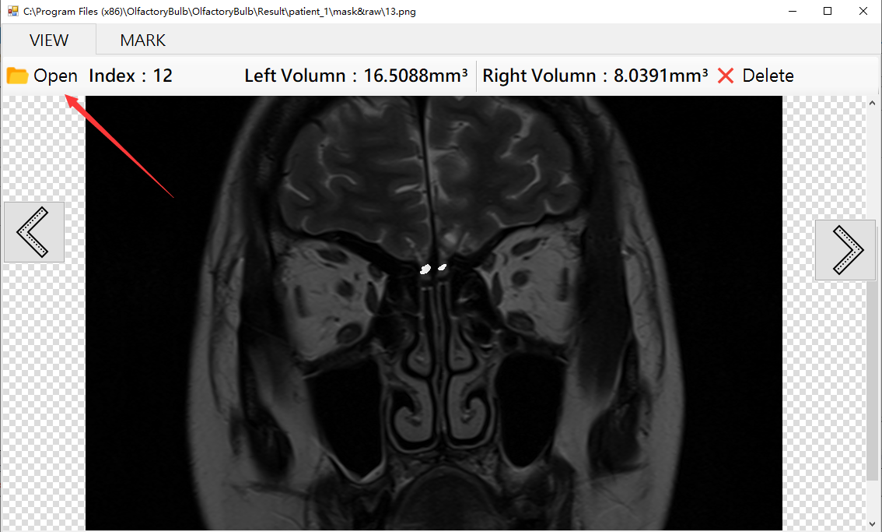 C:\Program Files (x86)\OlfactoryBulb\OlfactoryBulb\Result\patient_1\mask&raw\13.png
VIEW MARK
Open Index : 12 Left Volumn : 16.5088mm³ Right Volumn : 8.0391mm³ Delete